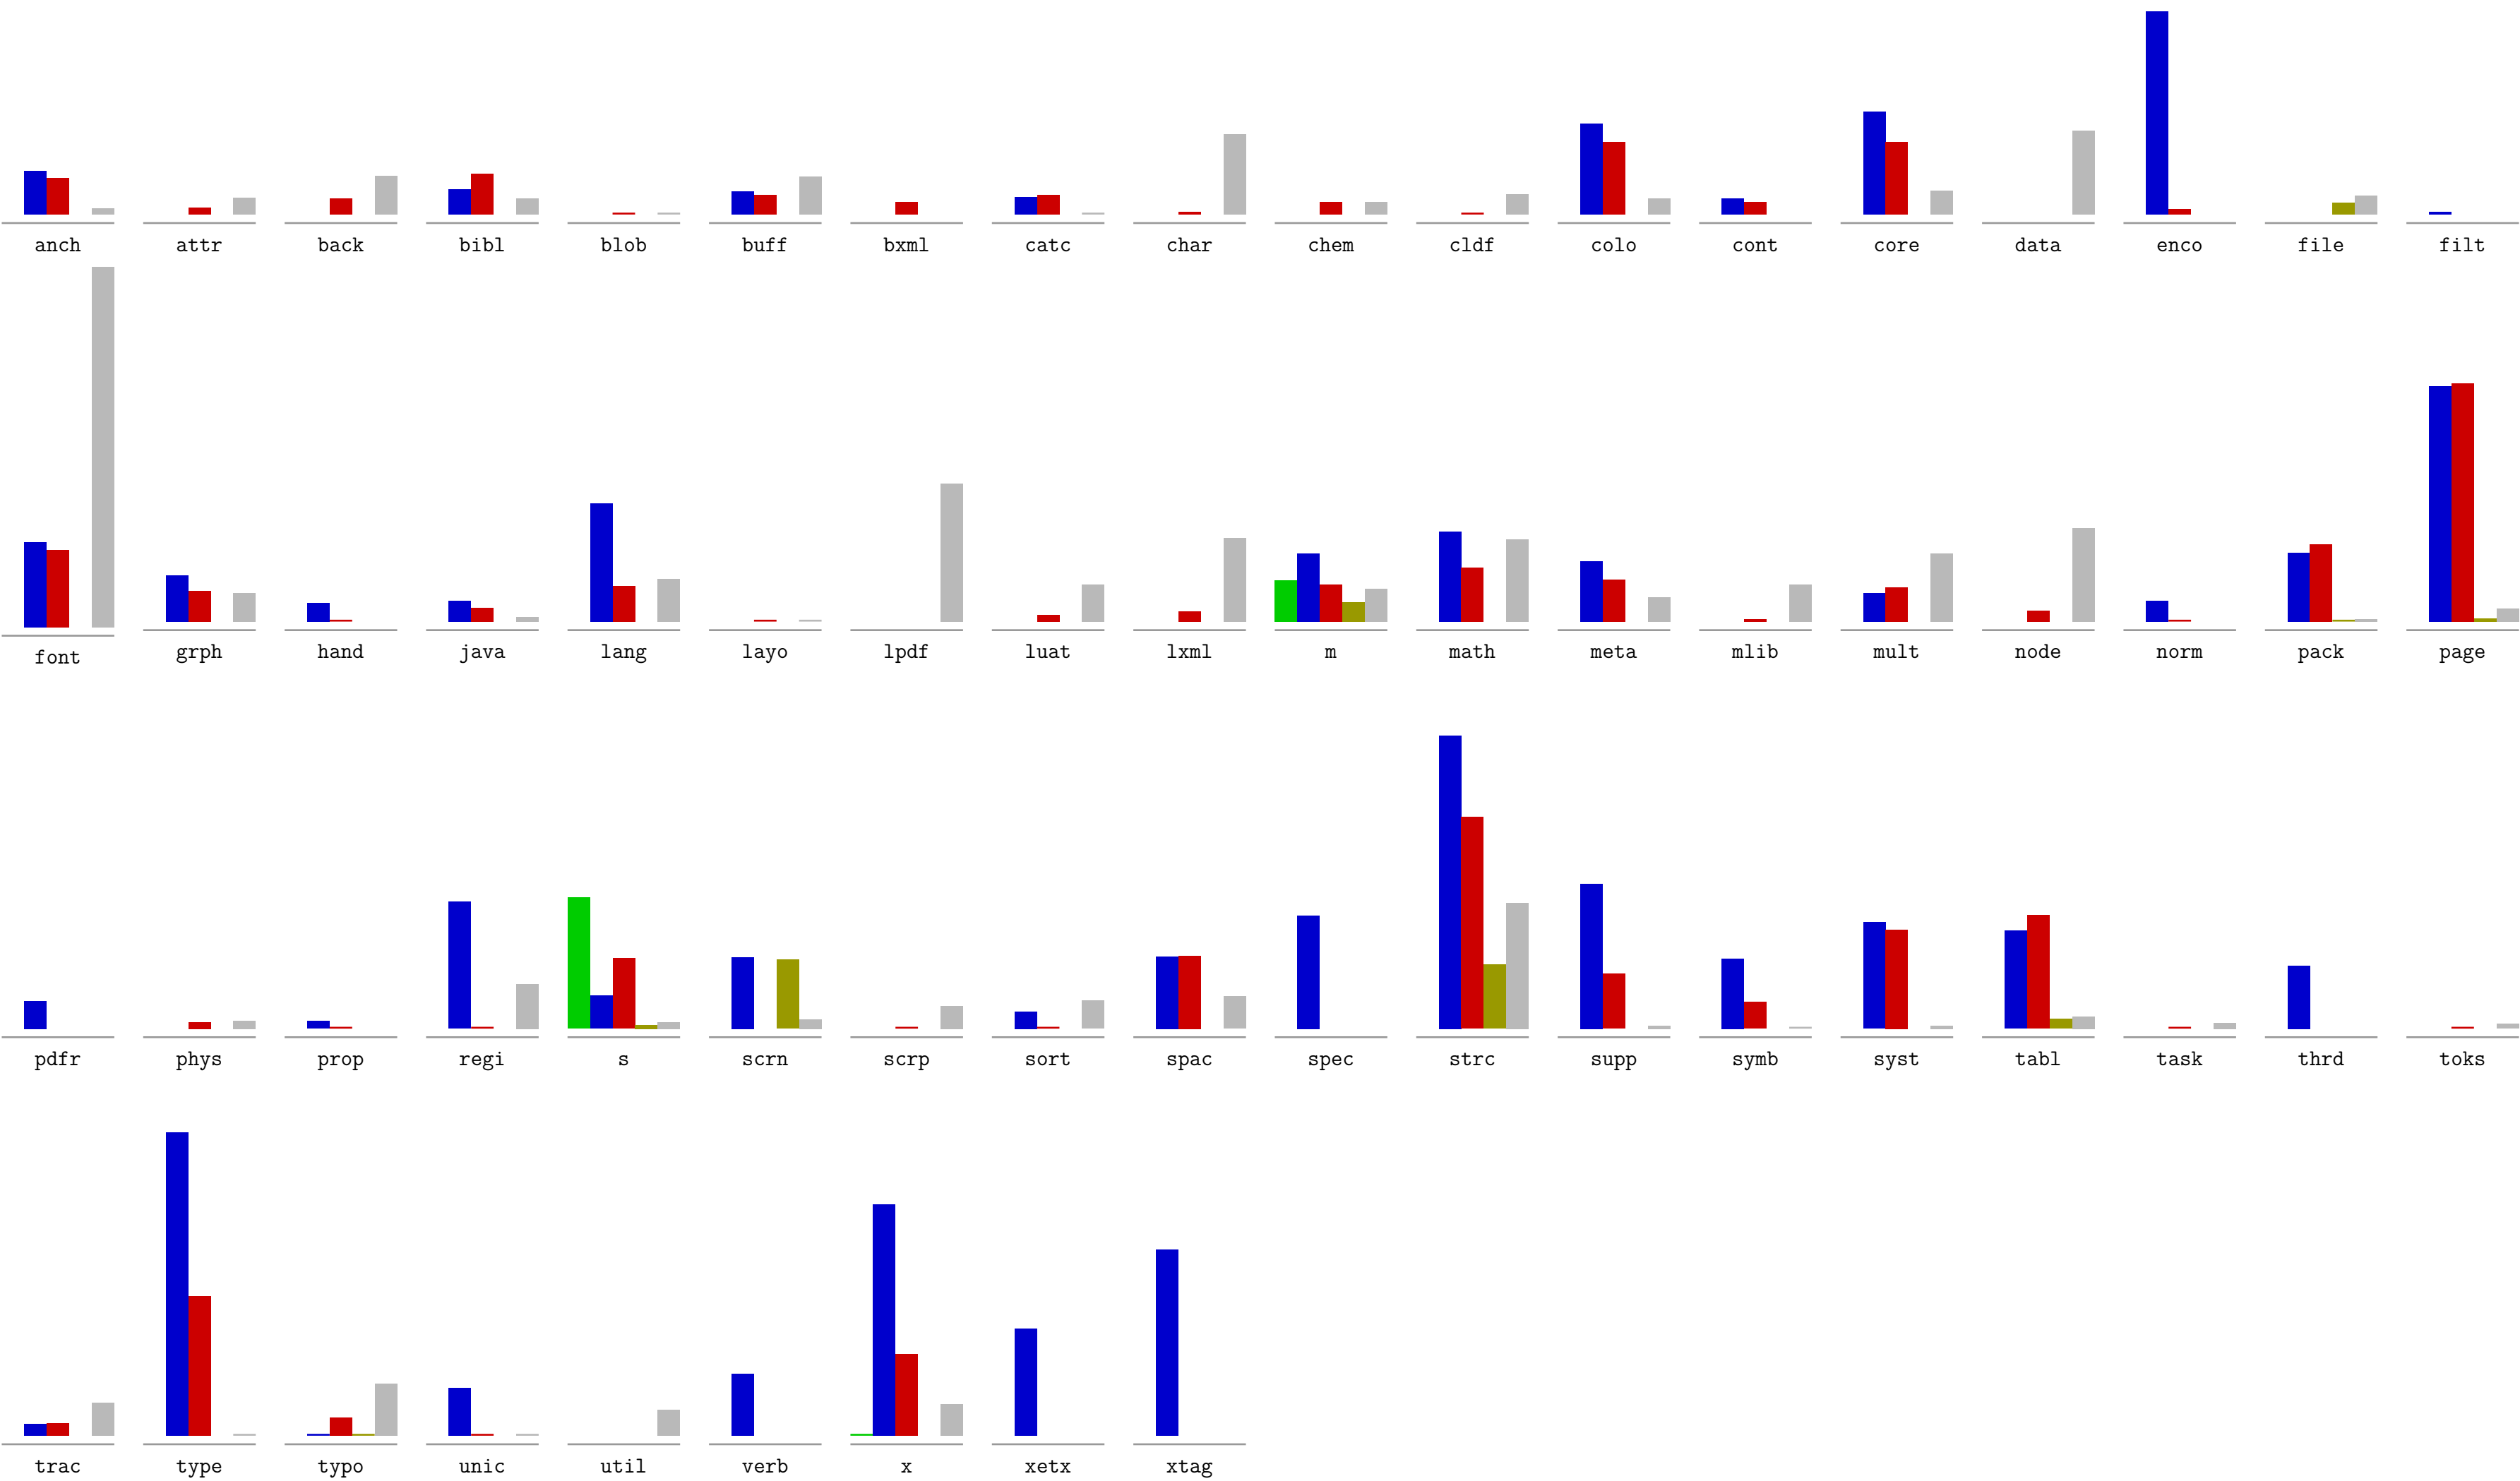 anch attr back bibl blob buff bxml catc char chem cldf colo cont core data enco file filt
font grph hand java lang layo lpdf luat lxml m math meta mlib mult node norm pack page
pdfr phys prop regi s scrn scrp sort spac spec strc supp symb syst tabl task thrd toks
trac type typo unic util verb x xetx xtag